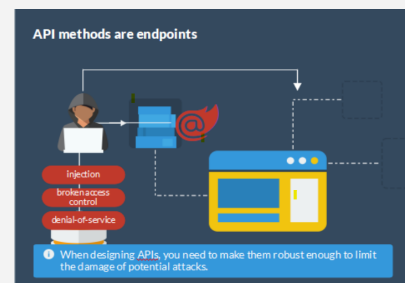 API methods are endpoints
injection
broken access
control
denial-of-service
When designing APIs, you need to make them robust enough to limit
the damage of potential attacks.